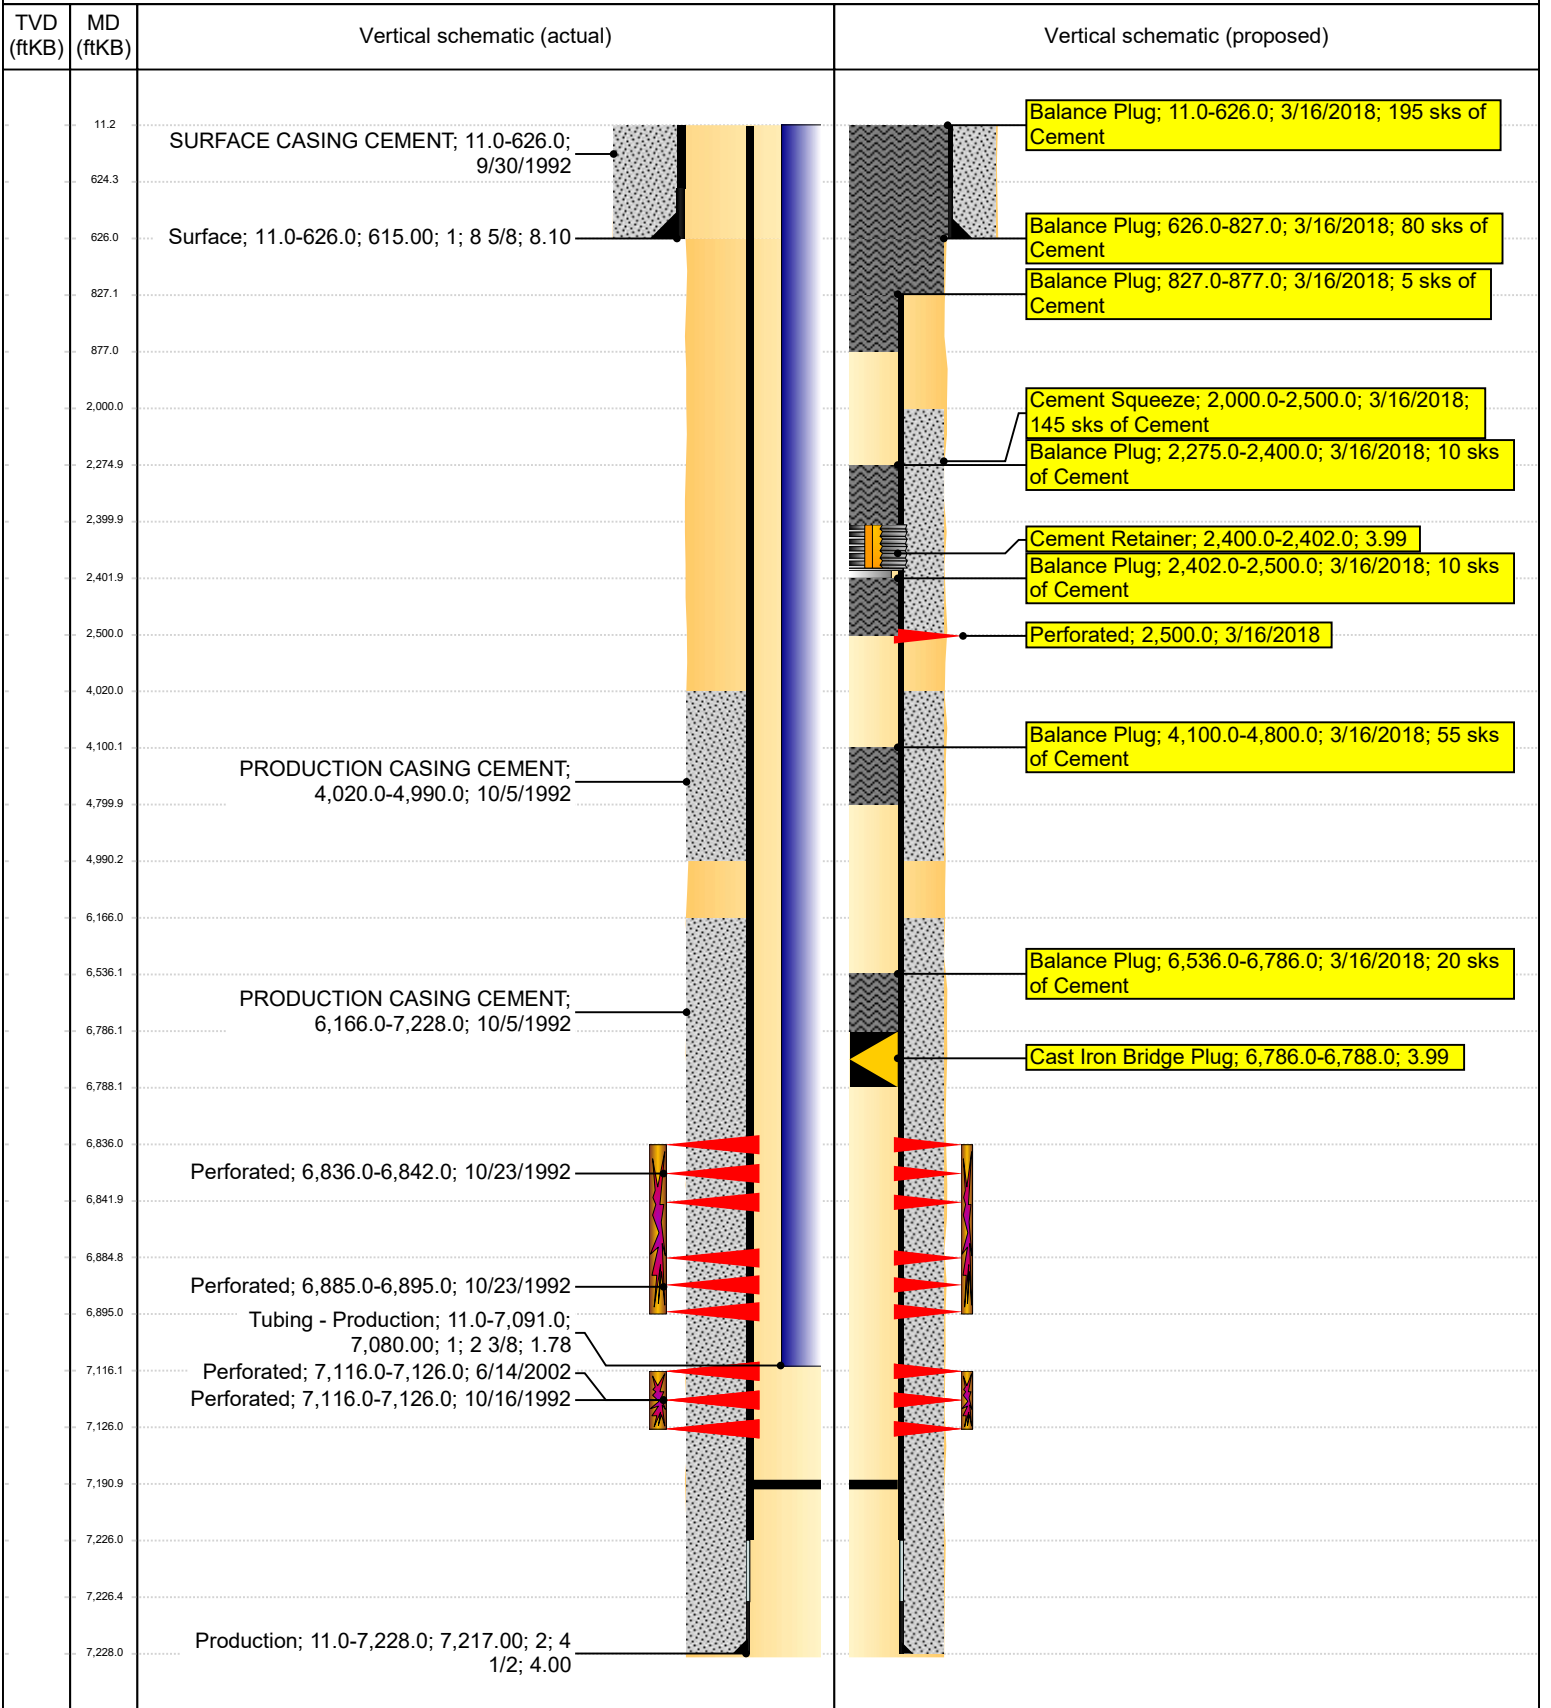 TVD
(ftKB)
MD
(ftKB)
Vertical schematic (actual)
Vertical schematic (proposed)
11.2
624.3
626.0
827.1
877.0
2,000.0
2,274.9
2,399.9
2,401.9
2,500.0
4,020.0
4,100.1
4,799.9
4,990.2
6,166.0
6,536.1
6,786.1
6,788.1
6,836.0
6,841.9
6,884.8
6,895.0
7,116.1
7,126.0
7,190.9
7,226.0
7,226.4
7,228.0
SURFACE CASING CEMENT; 11.0-626.0;
9/30/1992
Surface; 11.0-626.0; 615.00; 1; 8 5/8; 8.10
PRODUCTION CASING CEMENT;
4,020.0-4,990.0; 10/5/1992
PRODUCTION CASING CEMENT;
6,166.0-7,228.0; 10/5/1992
Perforated; 6,836.0-6,842.0; 10/23/1992
Perforated; 6,885.0-6,895.0; 10/23/1992
Tubing - Production; 11.0-7,091.0;
7,080.00; 1; 2 3/8; 1.78
Perforated; 7,116.0-7,126.0; 6/14/2002
Perforated; 7,116.0-7,126.0; 10/16/1992
Production; 11.0-7,228.0; 7,217.00; 2; 4
1/2; 4.00
Balance Plug; 11.0-626.0; 3/16/2018; 195 sks of
Cement
Balance Plug; 626.0-827.0; 3/16/2018; 80 sks of
Cement
Balance Plug; 827.0-877.0; 3/16/2018; 5 sks of
Cement
Cement Squeeze; 2,000.0-2,500.0; 3/16/2018;
145 sks of Cement
Balance Plug; 2,275.0-2,400.0; 3/16/2018; 10 sks
of Cement
Cement Retainer; 2,400.0-2,402.0; 3.99
Balance Plug; 2,402.0-2,500.0; 3/16/2018; 10 sks
of Cement
Perforated; 2,500.0; 3/16/2018
Balance Plug; 4,100.0-4,800.0; 3/16/2018; 55 sks
of Cement
Balance Plug; 6,536.0-6,786.0; 3/16/2018; 20 sks
of Cement
Cast Iron Bridge Plug; 6,786.0-6,788.0; 3.99